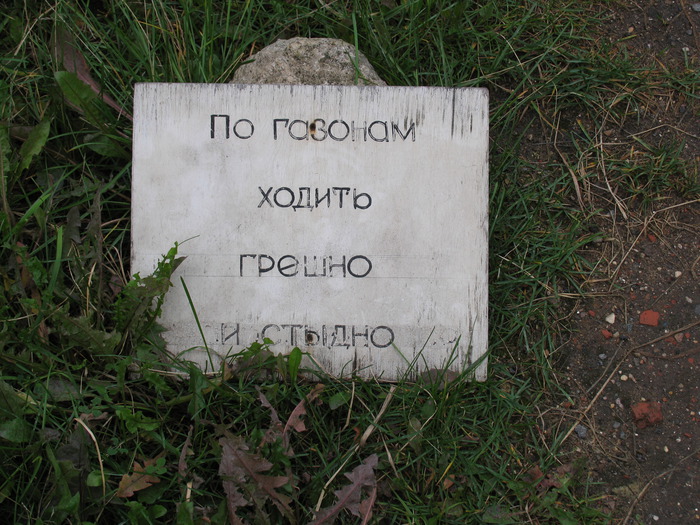 По газонам
ходить
грешно
и стыдно